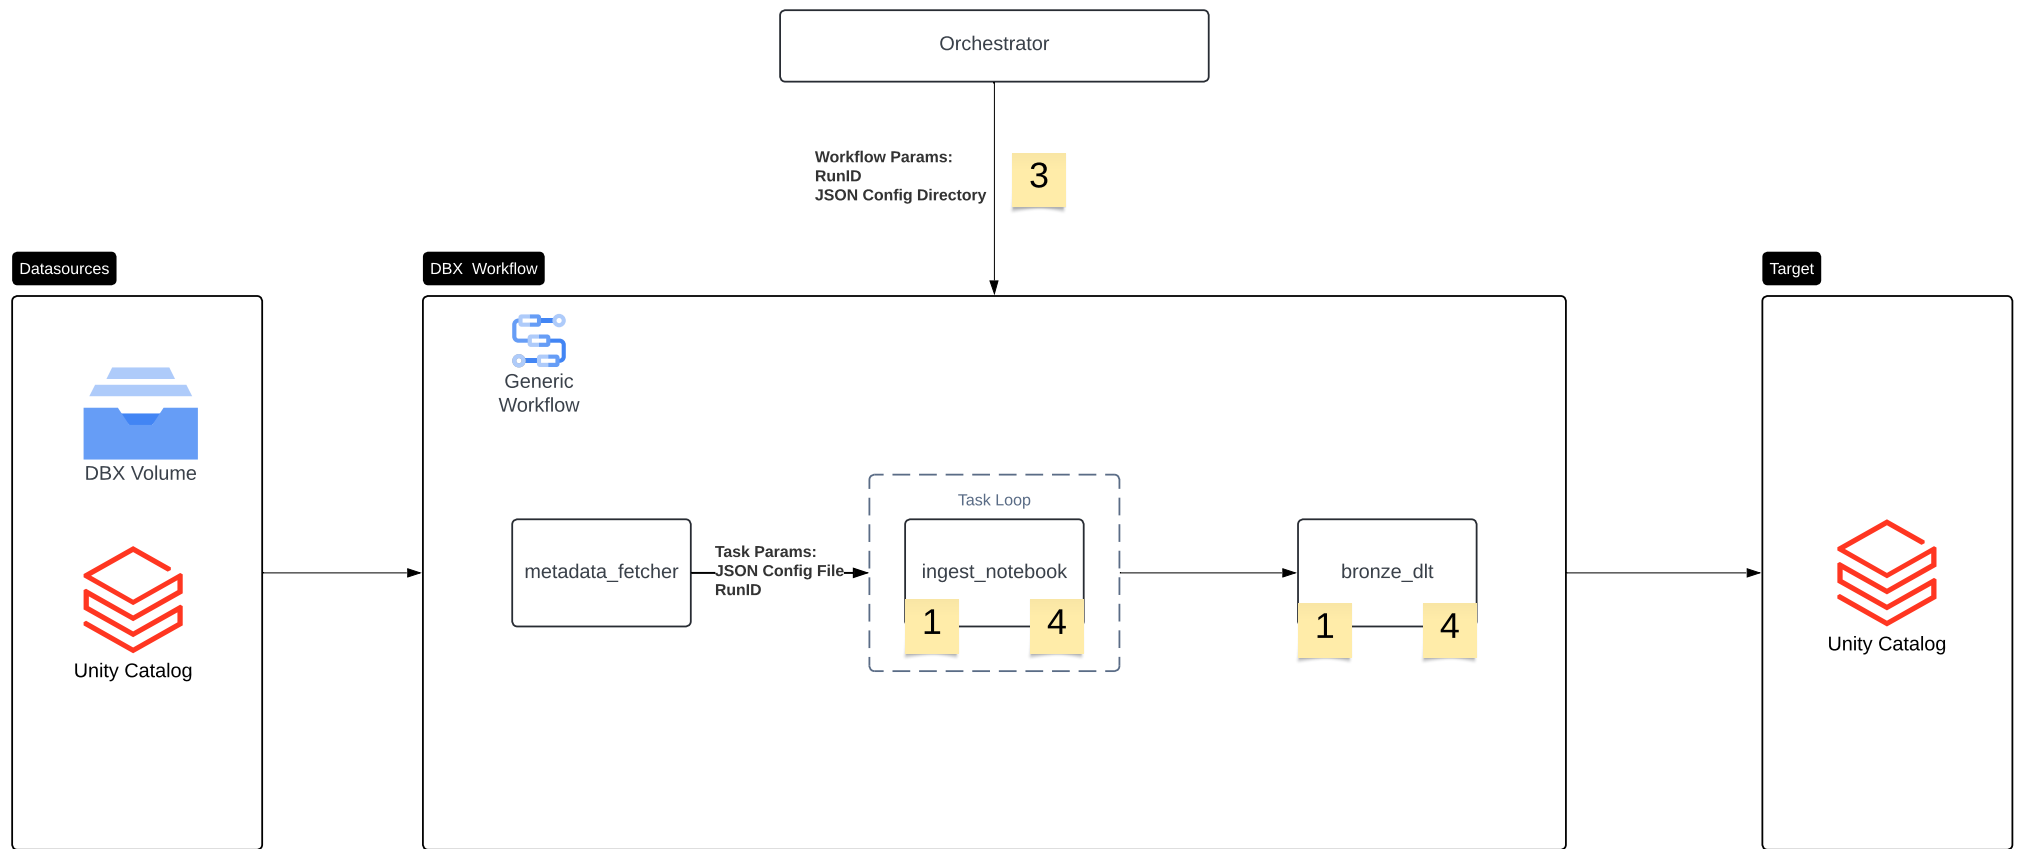 Orchestrator
Workflow Params:
RunID
JSON Config Directory
3
Datasources
DBX Workflow
Target
Generic
Workflow
DBX Volume
Unity Catalog
metadata_fetcher
Task Params:
JSON Config File
RunID
Task Loop
ingest_notebook
1
4
bronze_dlt
1
4
Unity Catalog